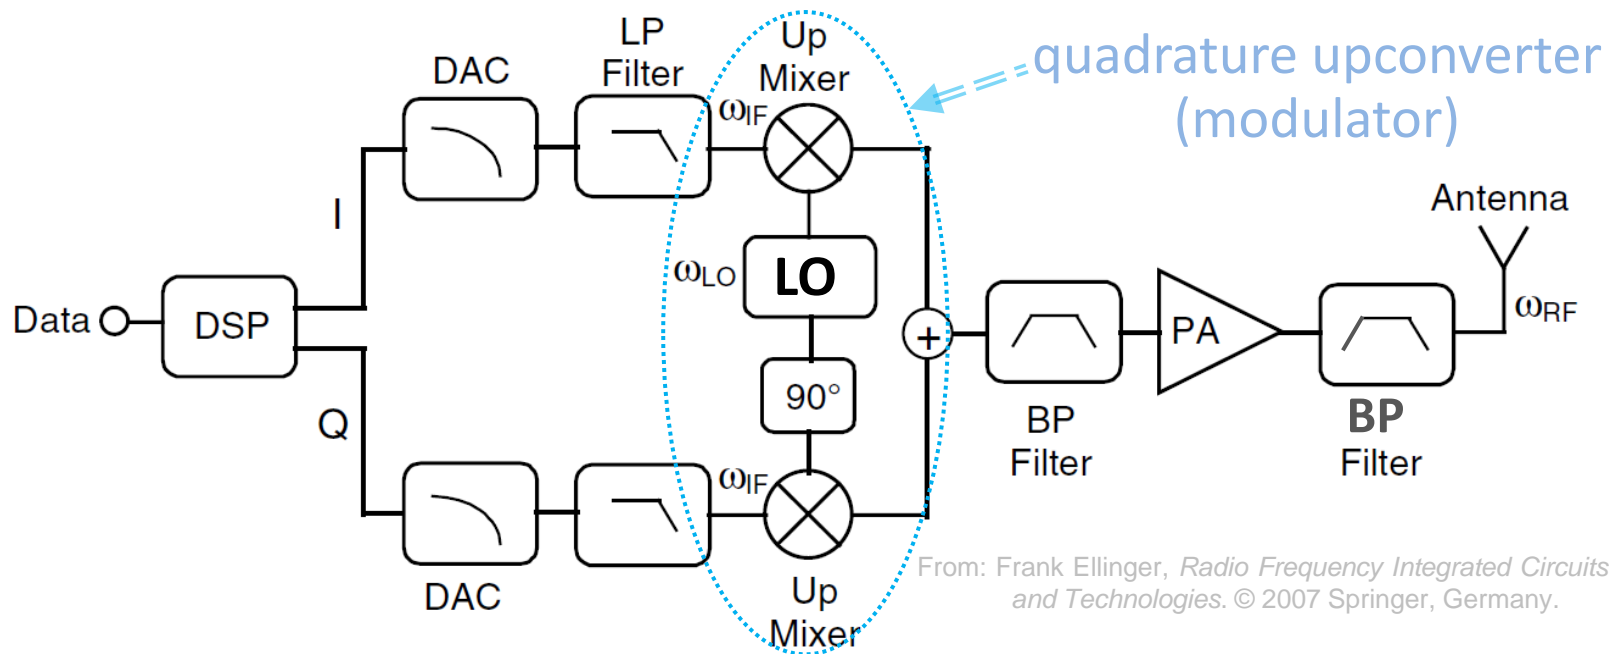 LP
Filter
Up
Mixer
quadrature upconverter
(modulator)
DAC
ωIF
I
Antenna
ωLO
LO
Data
DSP
+
PA
ωRF
90°
Q
BP
Filter
BP
Filter
ωIF
DAC
Up
Mixer
From: Frank Ellinger, Radio Frequency Integrated Circuits
and Technologies. © 2007 Springer, Germany.